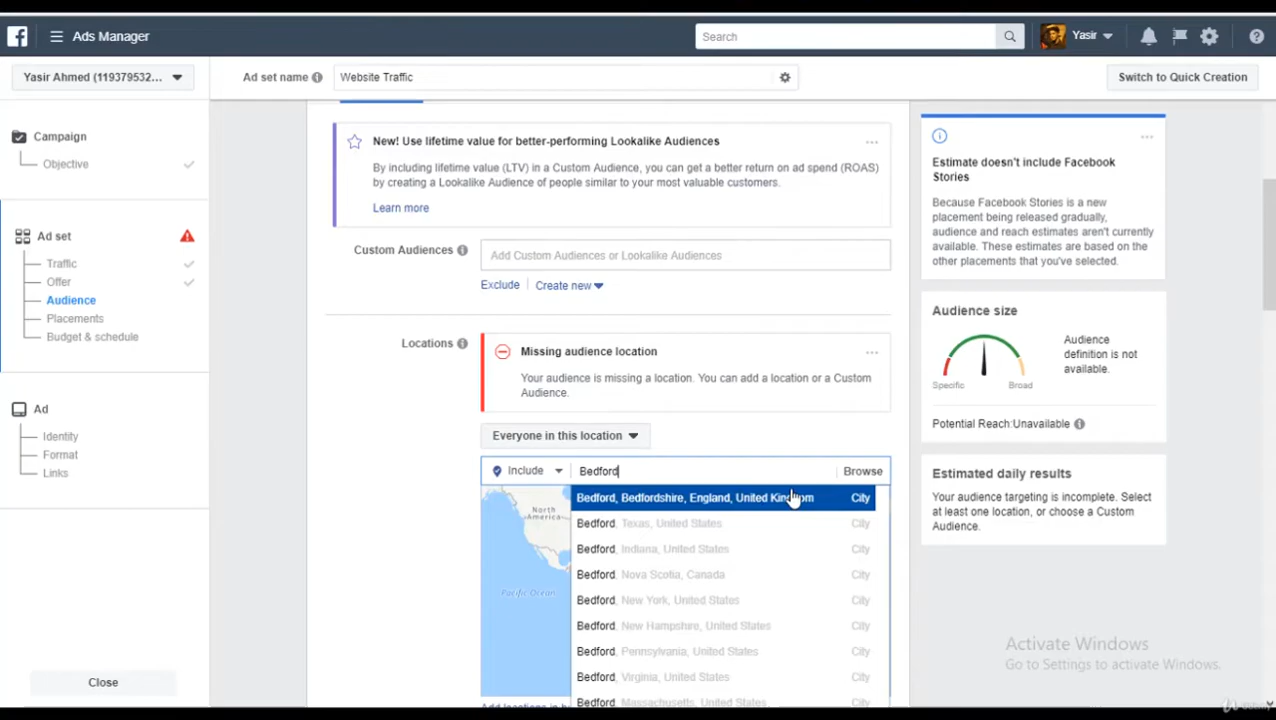 Ads Manager
Search
Yasir
Yasir Ahmed (119379532...
Ad set name
Website Traffic
Switch to Quick Creation
Campaign
Objective
Ad set
Traffic
Offer
Audience
Placements
Budget & schedule
Ad
Identity
Format
Links
Close
New! Use lifetime value for better-performing Lookalike Audiences
By including lifetime value (LTV) in a Custom Audience, you can get a better return on ad spend (ROAS)
by creating a Lookalike Audience of people similar to your most valuable customers.
Learn more
Custom Audiences
Add Custom Audiences or Lookalike Audiences
Exclude
Create new
Locations
Missing audience location
Your audience is missing a location. You can add a location or a Custom
Audience.
Everyone in this location
Include
Bedford
Browse
Bedford, Bedfordshire, England, United Kingdom City
Bedford, Texas, United States City
Bedford, Indiana, United States City
Bedford, Nova Scotia, Canada City
Bedford, New York, United States City
Bedford, New Hampshire, United States City
Bedford, Pennsylvania, United States City
Bedford, Virginia, United States City
Bedford, Massachusetts, United States City
North
America
Pacific Ocean
Add locations in
Estimate doesn't include Facebook
Stories
Because Facebook Stories is a new
placement being released gradually,
audience and reach estimates aren't currently
available. These estimates are based on the
other placements that you've selected.
Audience size
Specific
Broad
Audience
definition is not
available.
Potential Reach:Unavailable
Estimated daily results
Your audience targeting is incomplete. Select
at least one location, or choose a Custom
Audience.
Activate Windows
Go to Settings to activate Windows.